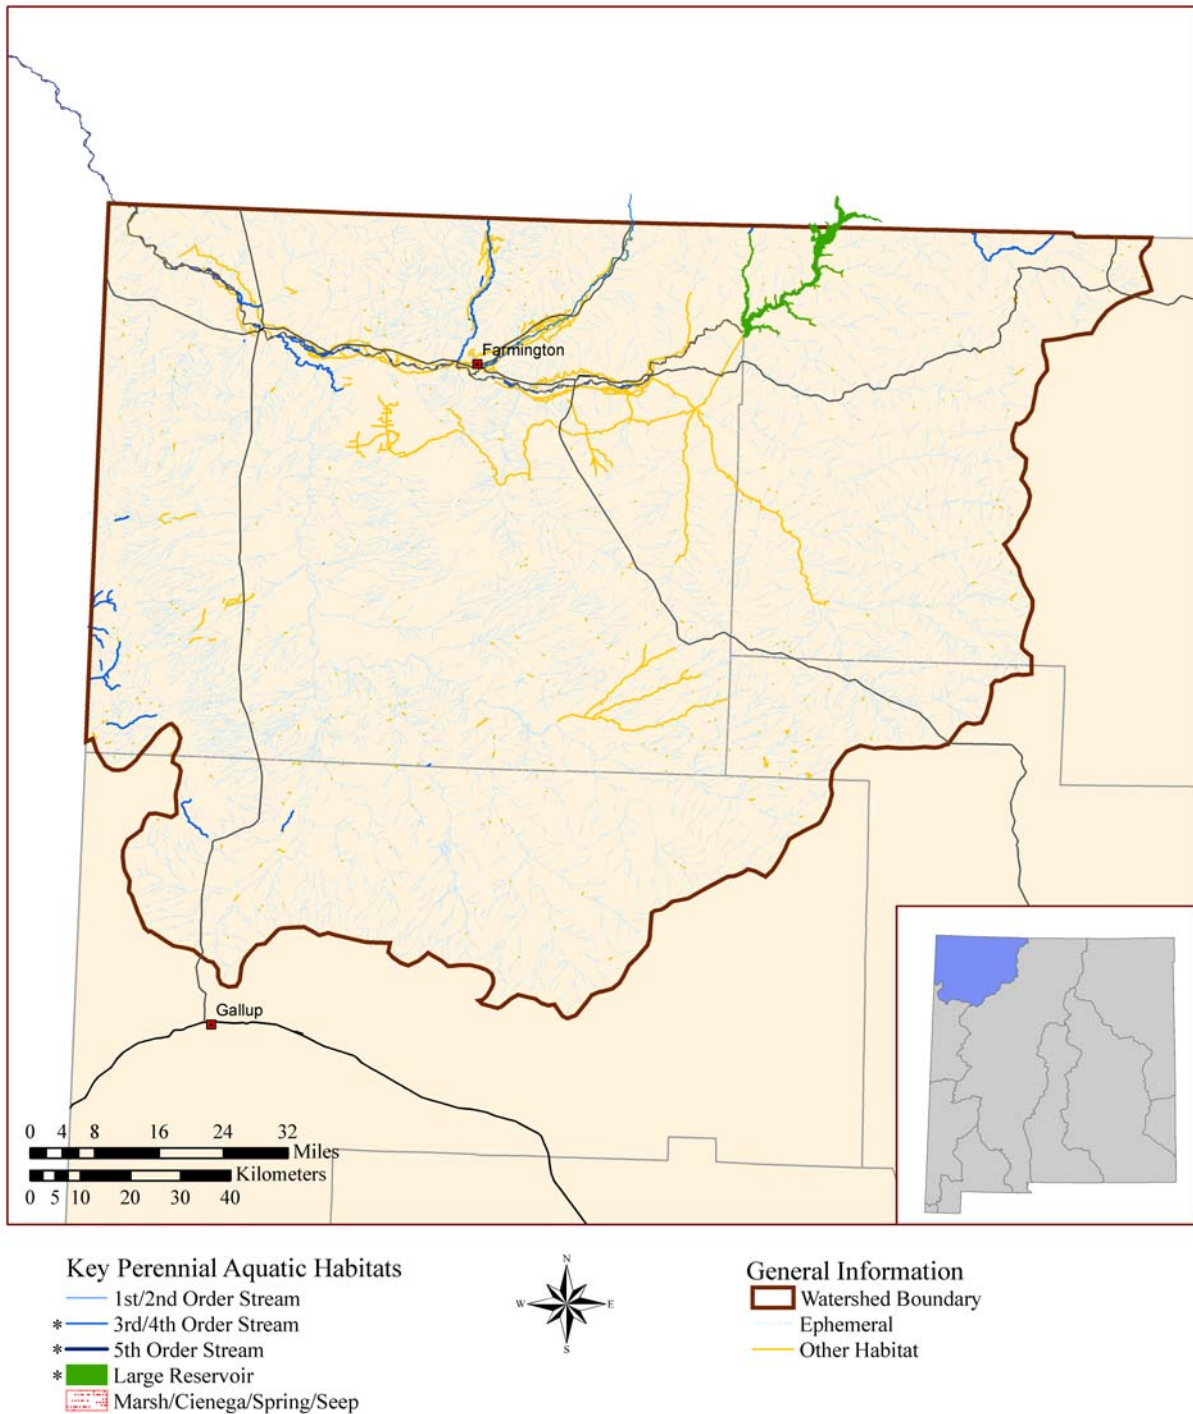 Farmington
Gallup
0 4 8 16 24 32
Miles
Kilometers
0 5 10 20 30 40
Key Perennial Aquatic Habitats
1st/2nd Order Stream
* 3rd/4th Order Stream
* 5th Order Stream
* Large Reservoir
Marsh/Cienega/Spring/Seep
N
W E
S
General Information
Watershed Boundary
Ephemeral
Other Habitat